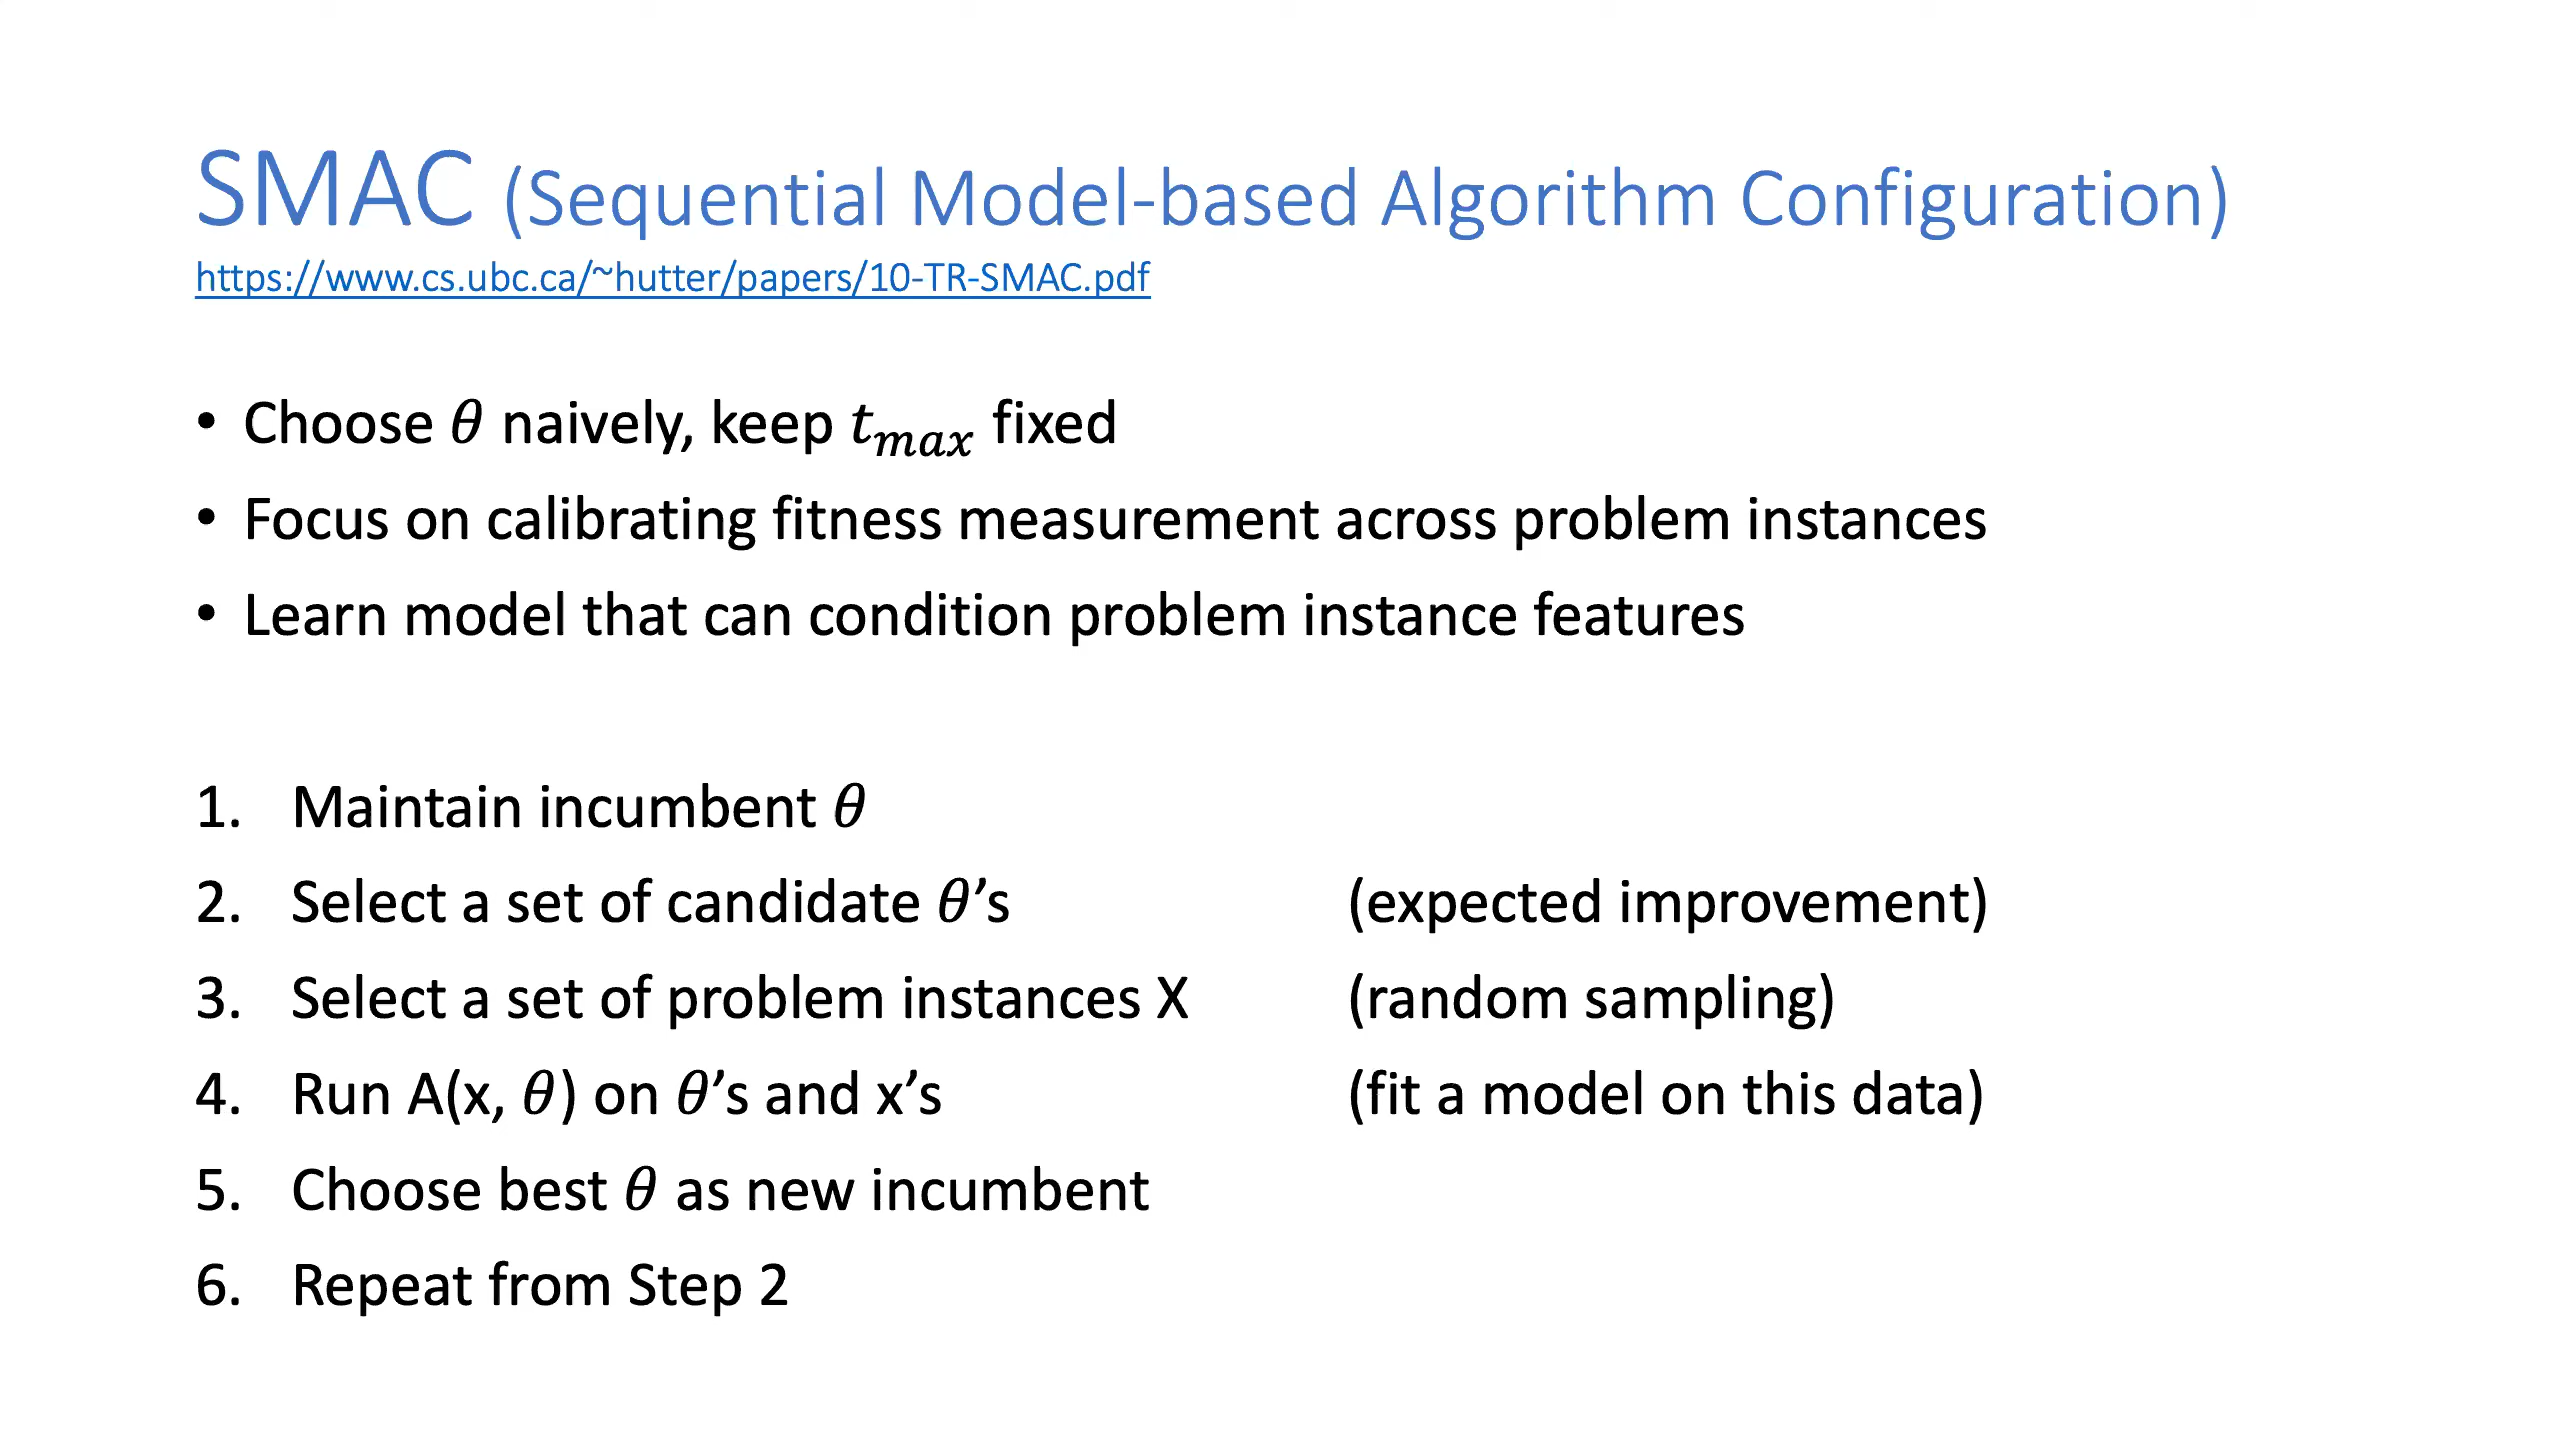 SMAC (Sequential Model-based Algorithm Configuration)
https://www.cs.ubc.ca/~hutter/papers/10-TR-SMAC.pdf
• Choose 𝜃 naively, keep 𝑡𝑚𝑎𝑥 fixed
• Focus on calibrating fitness measurement across problem instances
• Learn model that can condition problem instance features
1. Maintain incumbent 𝜃
2. Select a set of candidate 𝜃’s (expected improvement)
3. Select a set of problem instances X (random sampling)
4. Run A(x, 𝜃) on 𝜃’s and x’s (fit a model on this data)
5. Choose best 𝜃 as new incumbent
6. Repeat from Step 2